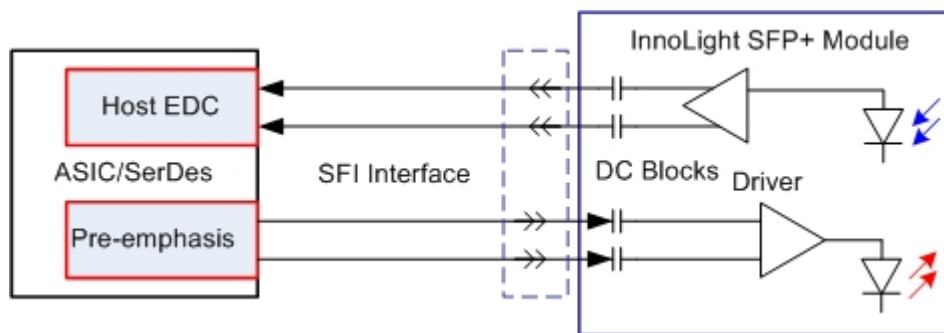 InnoLight SFP+ Module
Host EDC
ASIC/SerDes
SFI Interface
DC Blocks
Driver
Pre-emphasis